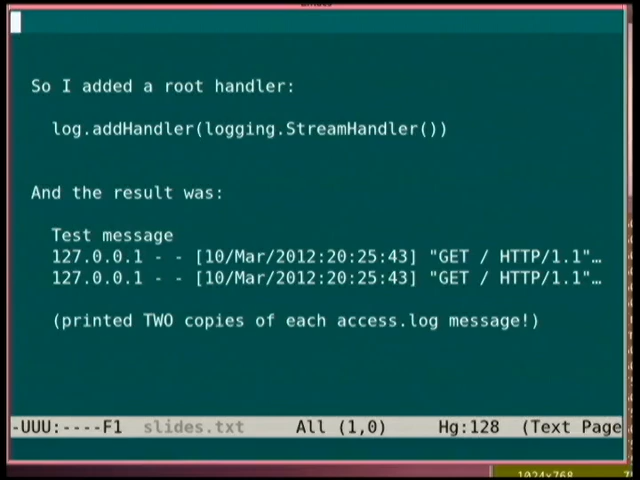 So I added a root handler:
log.addHandler(logging.StreamHandler())
And the result was:
Test message
127.0.0.1 - - [10/Mar/2012:20:25:43] "GET / HTTP/1.1"…
127.0.0.1 - - [10/Mar/2012:20:25:43] "GET / HTTP/1.1"…
(printed TWO copies of each access.log message!)
-UUU:----F1 slides.txt All (1,0) Hg:128 (Text Page
1024x768